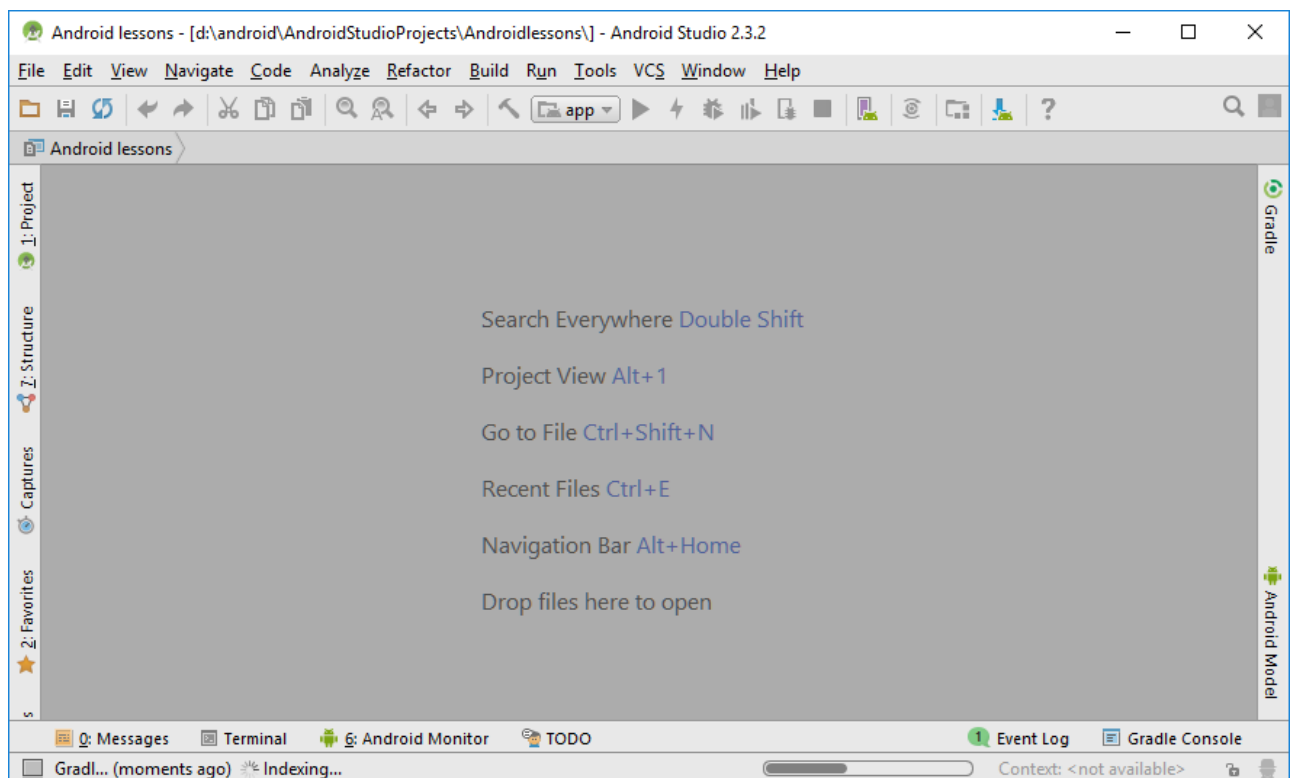 Android lessons - [d:\android\AndroidStudioProjects\Androidlessons\] - Android Studio 2.3.2
File Edit View Navigate Code Analyze Refactor Build Run Tools VCS Window Help
app
?
Android lessons
1: Project
7: Structure
Captures
2: Favorites
s
Search Everywhere Double Shift
Project View Alt+1
Go to File Ctrl+Shift+N
Recent Files Ctrl+E
Navigation Bar Alt+Home
Drop files here to open
Gradle
Android Model
0: Messages Terminal 6: Android Monitor TODO 1 Event Log Gradle Console
Gradl... (moments ago) Indexing... Context: <not available>